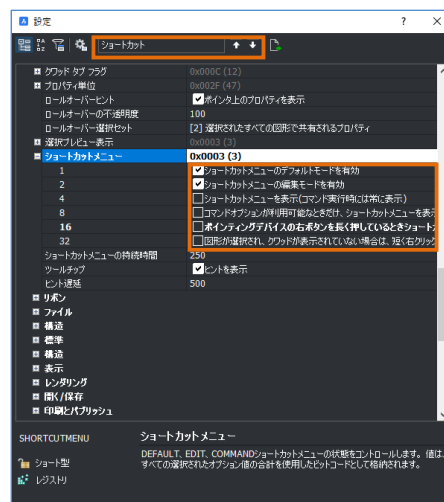 設定
ショートカット
クワッド タブ フラグ 0x000C (12)
プロパティ単位 0x002F (47)
ロールオーバーヒント ポインタ上のプロパティを表示
ロールオーバーの不透明度 100
ロールオーバー選択セット [2] 選択されたすべての図形で共有されるプロパティ
選択プレビュー表示 0x0003 (3)
ショートカットメニュー 0x0003 (3)
1 ショートカットメニューのデフォルトモードを有効
2 ショートカットメニューの編集モードを有効
4 ショートカットメニューを表示(コマンド実行時には常に表示)
8 コマンドオプションが利用可能なときだけ、ショートカットメニューを表
16 ポインティングデバイスの右ボタンを長く押しているときショート
32 図形が選択され、クワッドが表示されていない場合は、短く右クリッ
ショートカットメニューの持続時間 250
ツールチップ ヒントを表示
ヒント遅延 500
リボン
ファイル
構造
標準
構造
表示
レンダリング
開く/保存
印刷とパブリッシュ
SHORTCUTMENU
ショートカットメニュー
ショート型
レジストリ
DEFAULT、EDIT、COMMANDショートカットメニューの状態をコントロールします。値は、
すべての選択されたオプション値の合計を使用したビットコードとして格納されます。